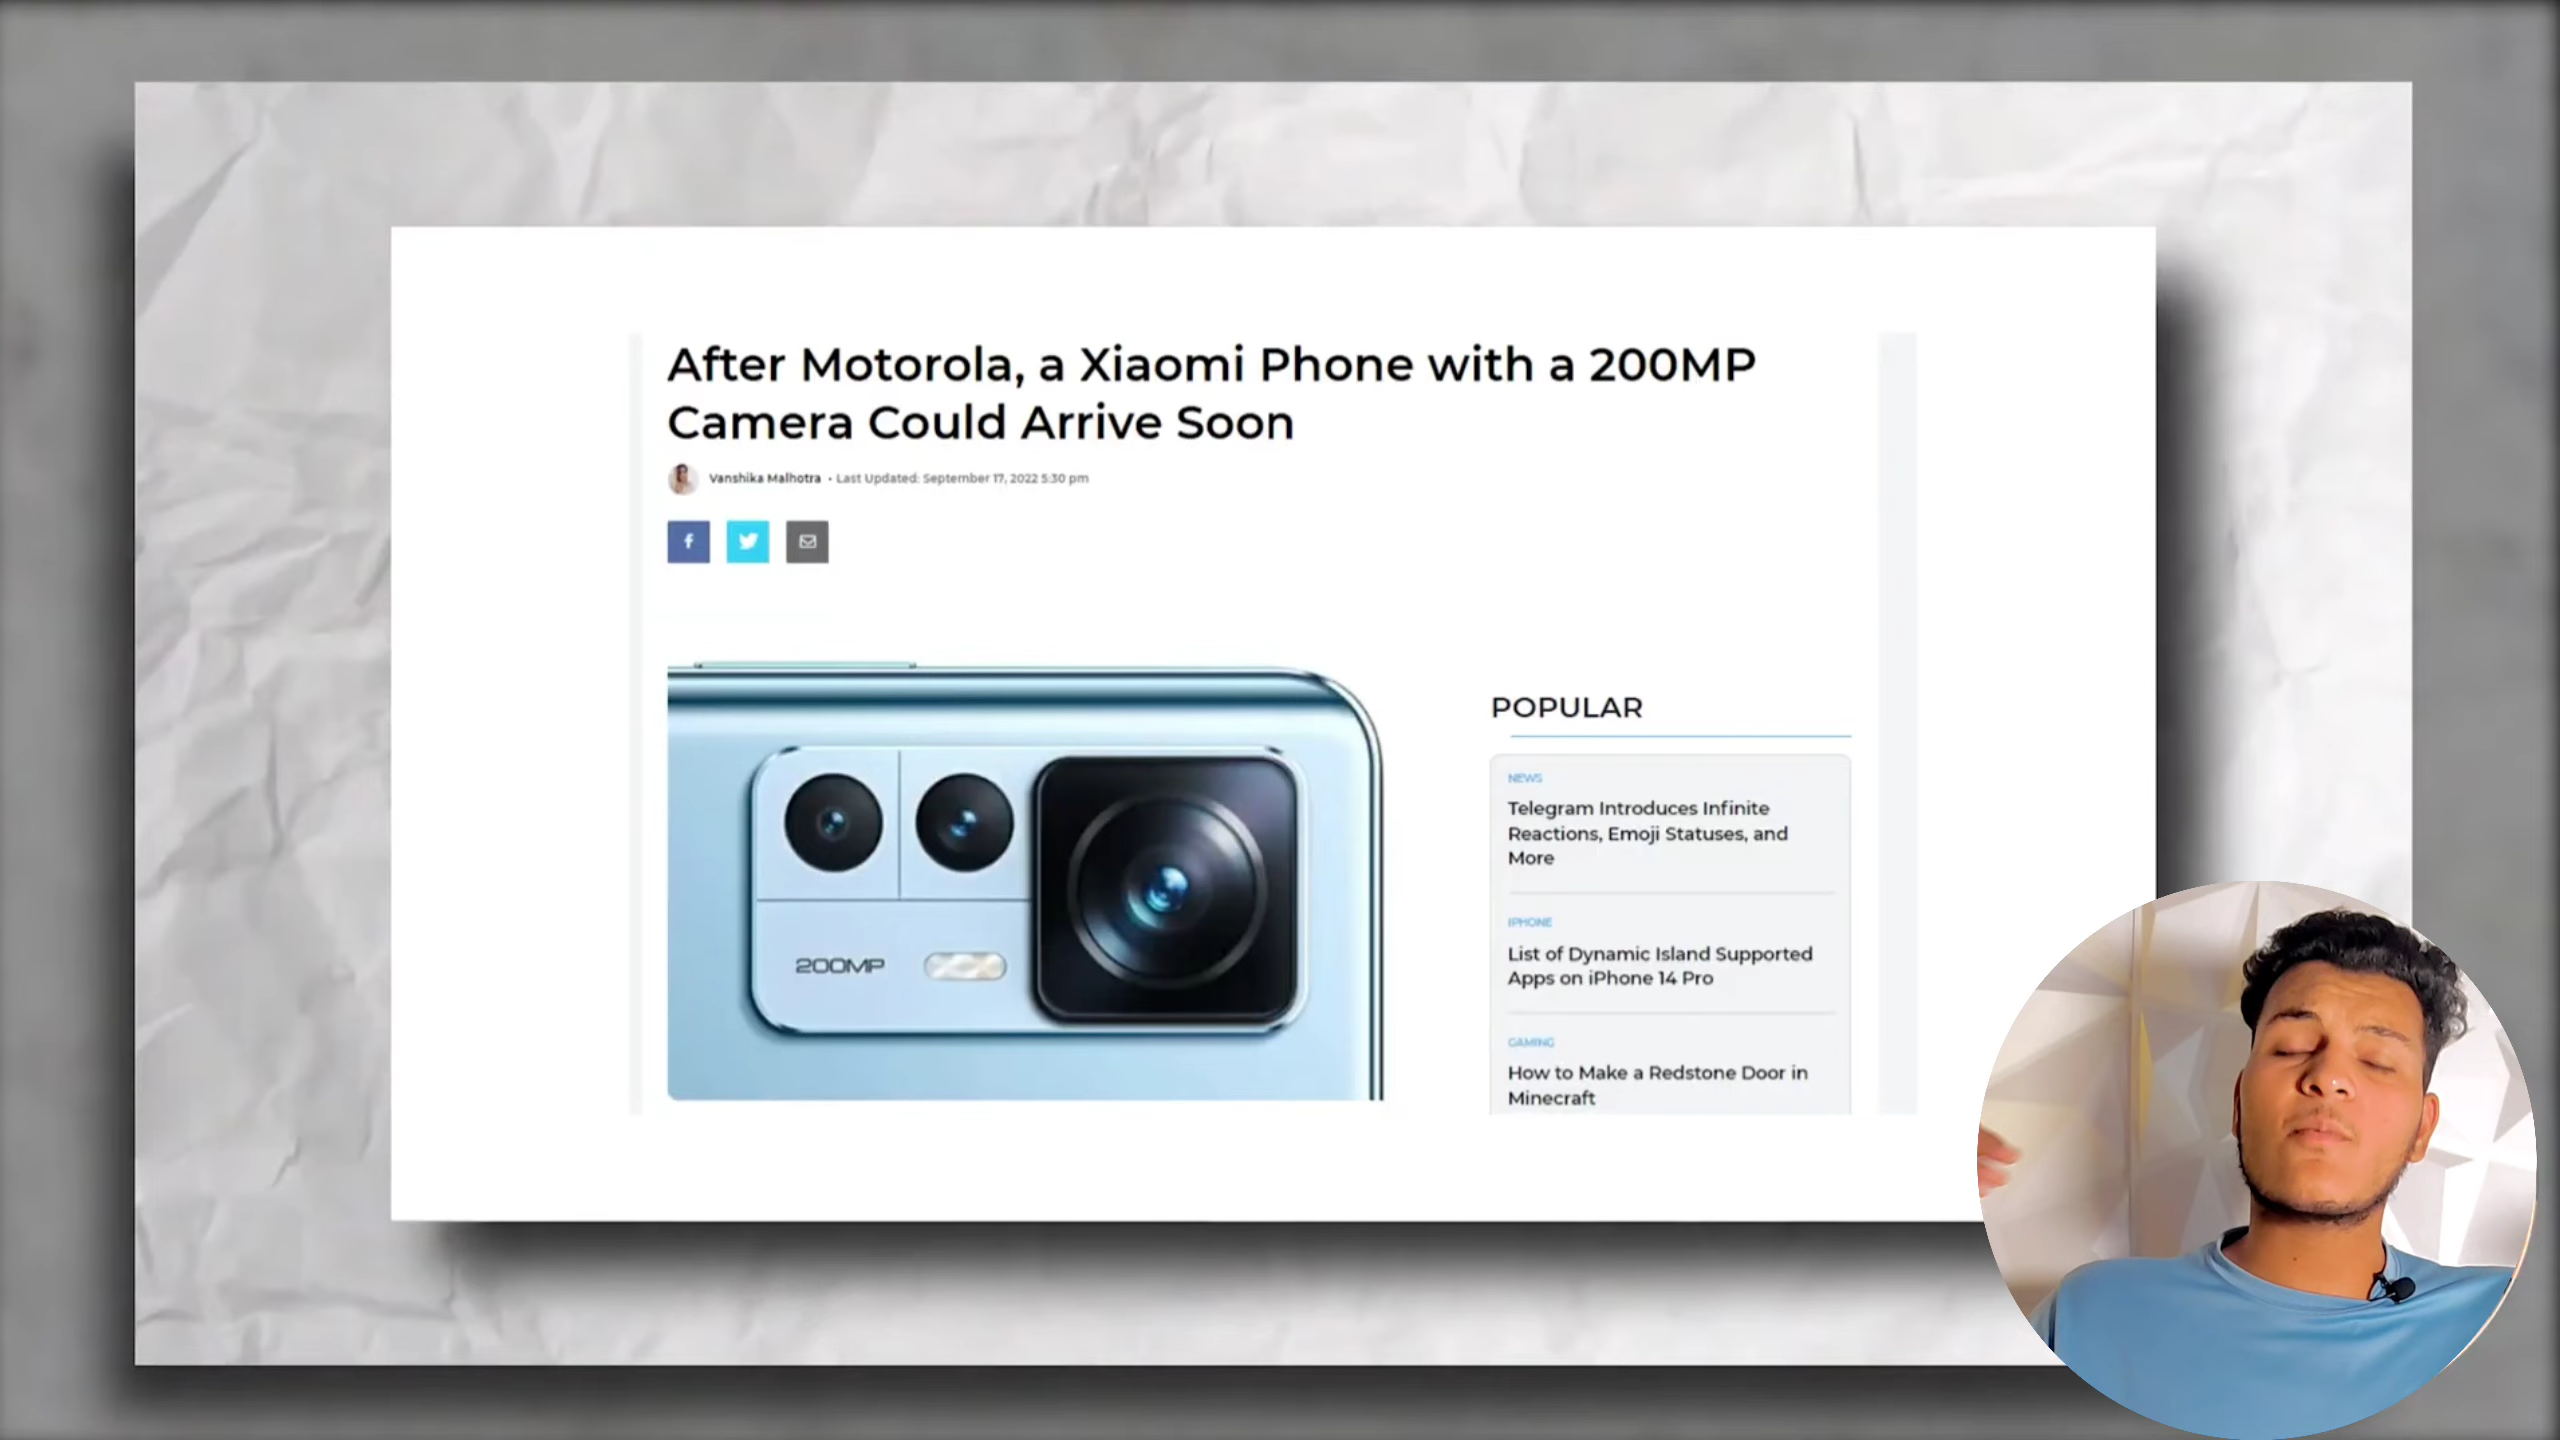 After Motorola, a Xiaomi Phone with a 200MP
Camera Could Arrive Soon
Vanshika Malhotra • Last Updated: September 17, 2022 5:30 pm
f
200MP
POPULAR
NEWS
Telegram Introduces Infinite
Reactions, Emoji Statuses, and
More
IPHONE
List of Dynamic Island Supported
Apps on iPhone 14 Pro
GAMING
How to Make a Redstone Door in
Minecraft